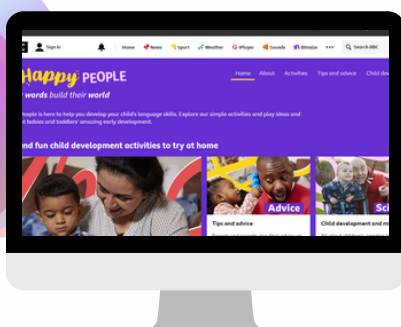 Sign in
Home News Sport Weather iPlayer Sounds Bitesize Search BBC
Happy PEOPLE
words build their world
Home About Activities Tips and advice Child
People is here to help you develop your child's language skills. Explore our simple activities and play ideas and
babies and toddlers' amazing early development.
and fun child development activities to try at home
Advice
Sci
Tips and advice
Child development and